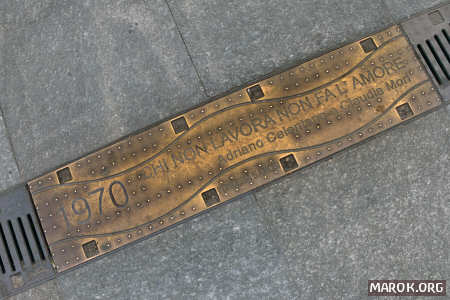 1970 CHI NON LAVORA NON FA L'AMORE
Adriano Celentano - Claudia Mori
MAROK.ORG